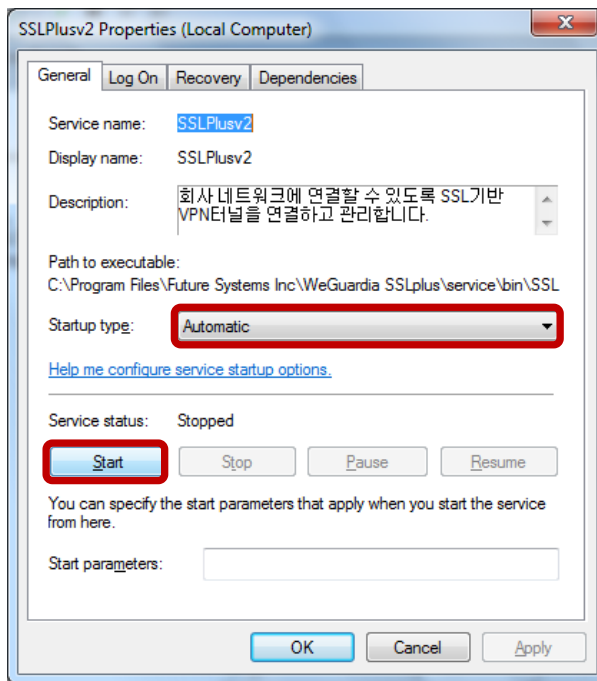 SSLPlusv2 Properties (Local Computer)
General Log On Recovery Dependencies
Service name: SSLPlusv2
Display name: SSLPlusv2
Description: 회사 네트워크에 연결할 수 있도록 SSL기반
VPN터널을 연결하고 관리합니다.
Path to executable:
C:\Program Files\Future Systems Inc\WeGuardia SSLplus\service\bin\SSL
Startup type: Automatic
Help me configure service startup options.
Service status: Stopped
Start Stop Pause Resume
You can specify the start parameters that apply when you start the service
from here.
Start parameters:
OK Cancel Apply